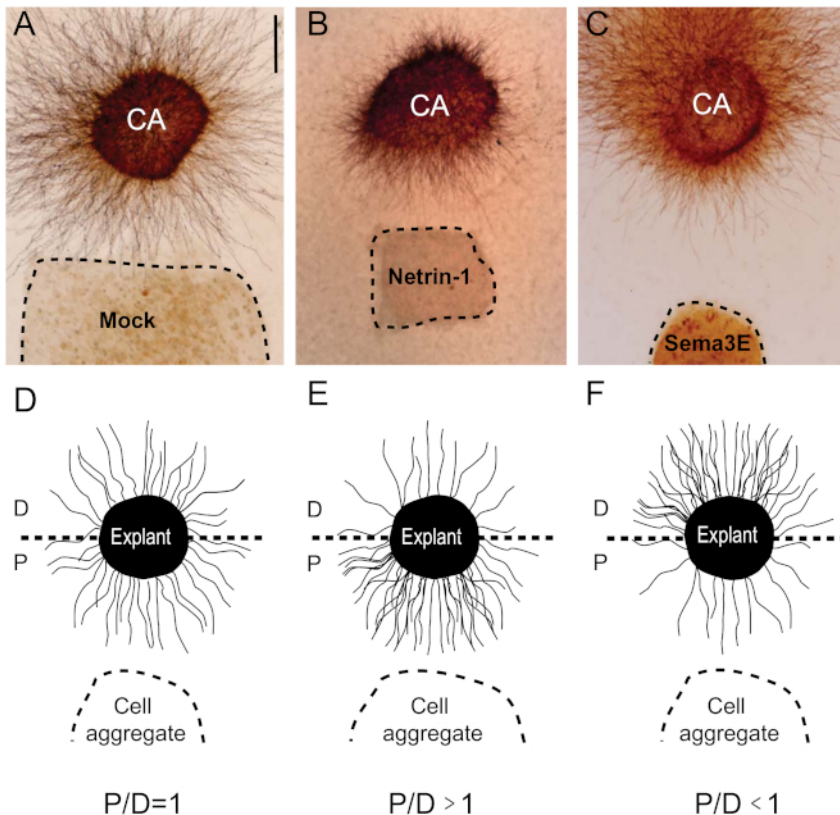 A
B
C
CA
CA
CA
Mock
Netrin-1
Sema3E
D
E
F
D
P
Explant
D
P
Explant
D
P
Explant
Cell
aggregate
Cell
aggregate
Cell
aggregate
P/D=1
P/D > 1
P/D < 1